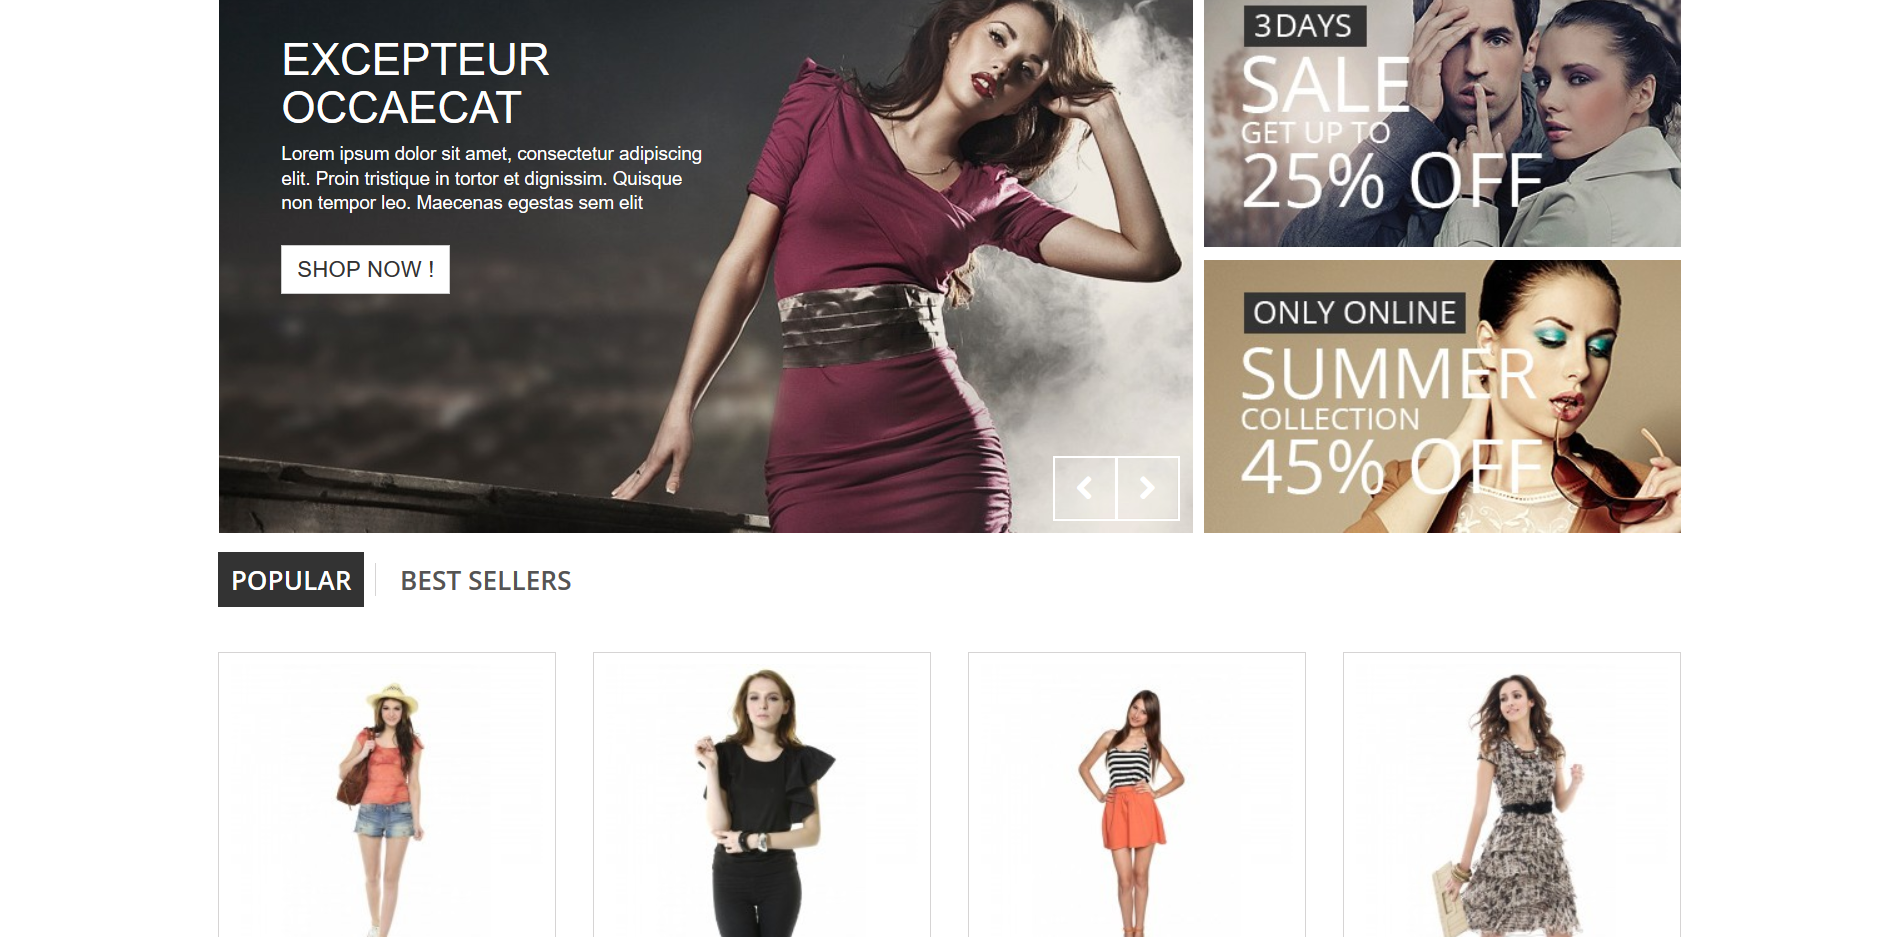 EXCEPTEUR
OCCAECAT
Lorem ipsum dolor sit amet, consectetur adipiscing
elit. Proin tristique in tortor et dignissim. Quisque
non tempor leo. Maecenas egestas sem elit
SHOP NOW !
3 DAYS
SALE
GET UP TO
25% OFF
ONLY ONLINE
SUMMER
COLLECTION
45% OFF
POPULAR
BEST SELLERS